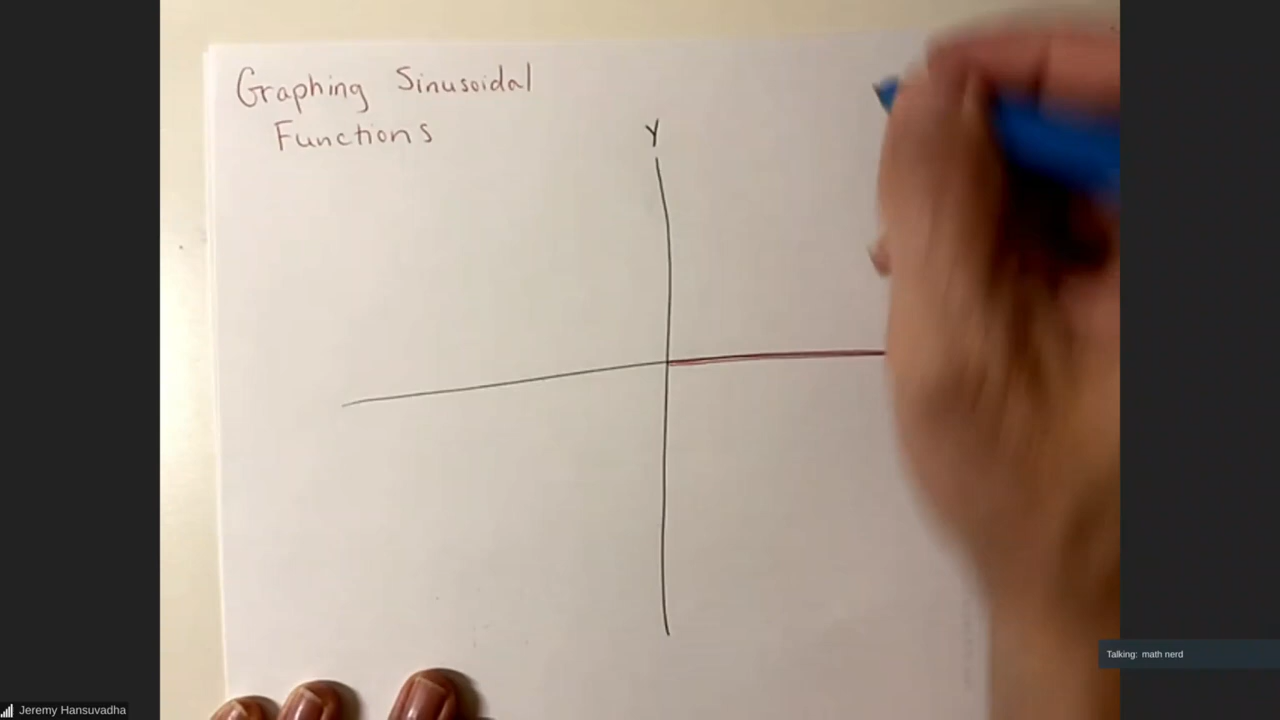 Graphing Sinusoidal
Functions
Y
Talking: math nerd
Jeremy Hansuvadha